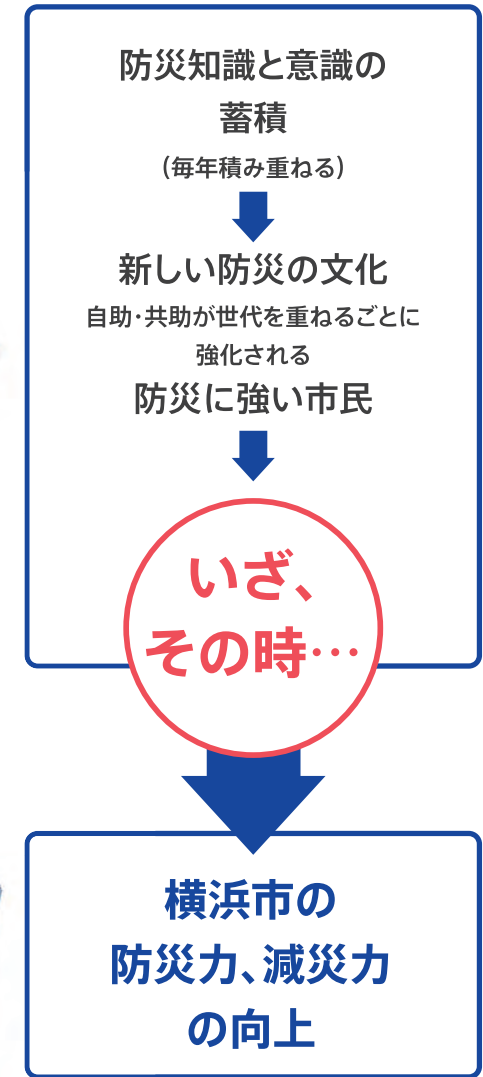 防災知識と意識の
蓄積
(毎年積み重ねる)
新しい防災の文化
自助･共助が世代を重ねるごとに
強化される
防災に強い市民
いざ、
その時…
横浜市の
防災力、減災力
の向上